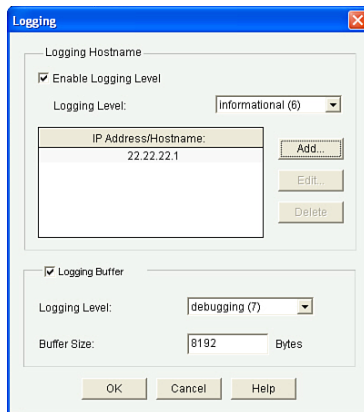 Logging
Logging Hostname
Enable Logging Level
Logging Level: informational (6)
IP Address/Hostname:
22.22.22.1
Add...
Edit...
Delete
Logging Buffer
Logging Level: debugging (7)
Buffer Size: 8192 Bytes
OK Cancel Help